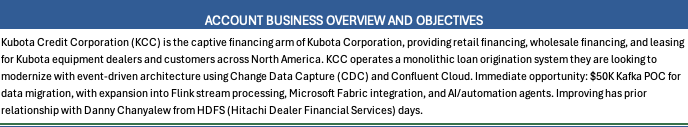 ACCOUNT BUSINESS OVERVIEW AND OBJECTIVES
Kubota Credit Corporation (KCC) is the captive financing arm of Kubota Corporation, providing retail financing, wholesale financing, and leasing
for Kubota equipment dealers and customers across North America. KCC operates a monolithic loan origination system they are looking to
modernize with event-driven architecture using Change Data Capture (CDC) and Confluent Cloud. Immediate opportunity: $50K Kafka POC for
data migration, with expansion into Flink stream processing, Microsoft Fabric integration, and AI/automation agents. Improving has prior
relationship with Danny Chanyalew from HDFS (Hitachi Dealer Financial Services) days.